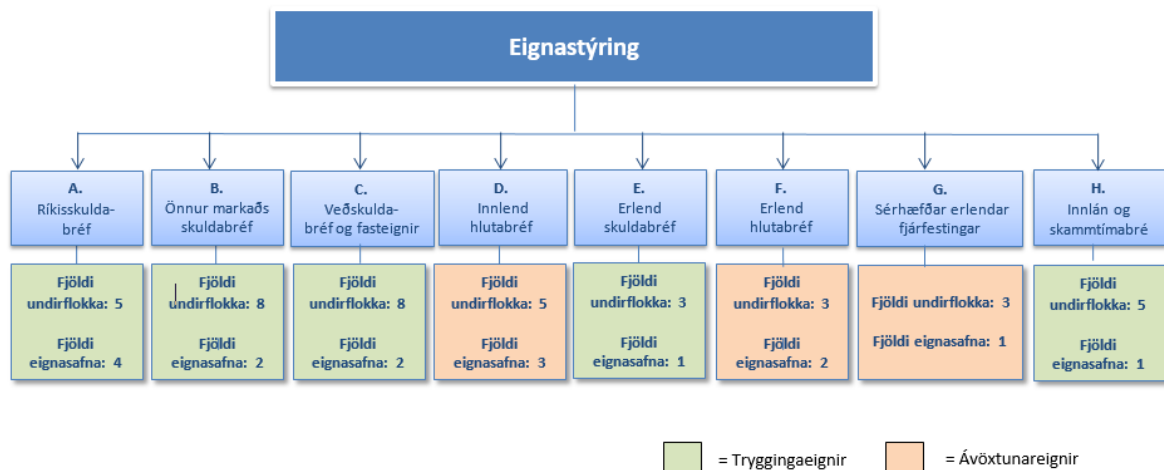 Eignastýring
A.
Ríkisskulda-
bréf
B.
Önnur markaðs
skuldabréf
C.
Veðskulda-
bréf og fasteignir
D.
Innlend
hlutabréf
E.
Erlend
skuldabréf
F.
Erlend
hlutabréf
G.
Sérhæfðar erlendar
fjárfestingar
H.
Innlán og
skammtímabré
Fjöldi
undirflokka: 5
Fjöldi
eignasafna: 4
Fjöldi
undirflokka: 8
Fjöldi
eignasafna: 2
Fjöldi
undirflokka: 8
Fjöldi
eignasafna: 2
Fjöldi
undirflokka: 5
Fjöldi
eignasafna: 3
Fjöldi
undirflokka: 3
Fjöldi
eignasafna: 1
Fjöldi
undirflokka: 3
Fjöldi
eignasafna: 2
Fjöldi undirflokka: 3
Fjöldi eignasafna: 1
Fjöldi
undirflokka: 5
Fjöldi
eignasafna: 1
= Tryggingaeignir
= Ávöxtunareignir